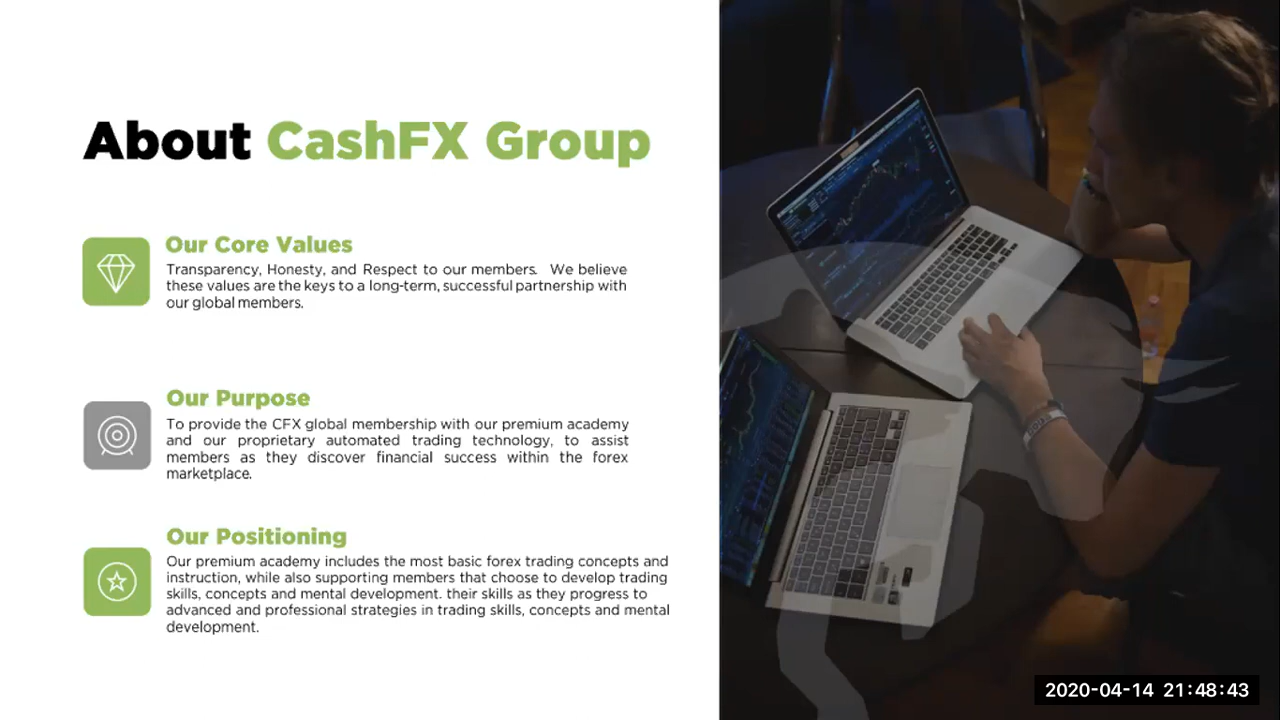 About CashFX Group
Our Core Values
Transparency, Honesty, and Respect to our members. We believe
these values are the keys to a long-term, successful partnership with
our global members.
Our Purpose
To provide the CFX global membership with our premium academy
and our proprietary automated trading technology, to assist
members as they discover financial success within the forex
marketplace.
Our Positioning
Our premium academy includes the most basic forex trading concepts and
instruction, while also supporting members that choose to develop trading
skills, concepts and mental development. their skills as they progress to
advanced and professional strategies in trading skills, concepts and mental
development.
2020-04-14 21:48:43